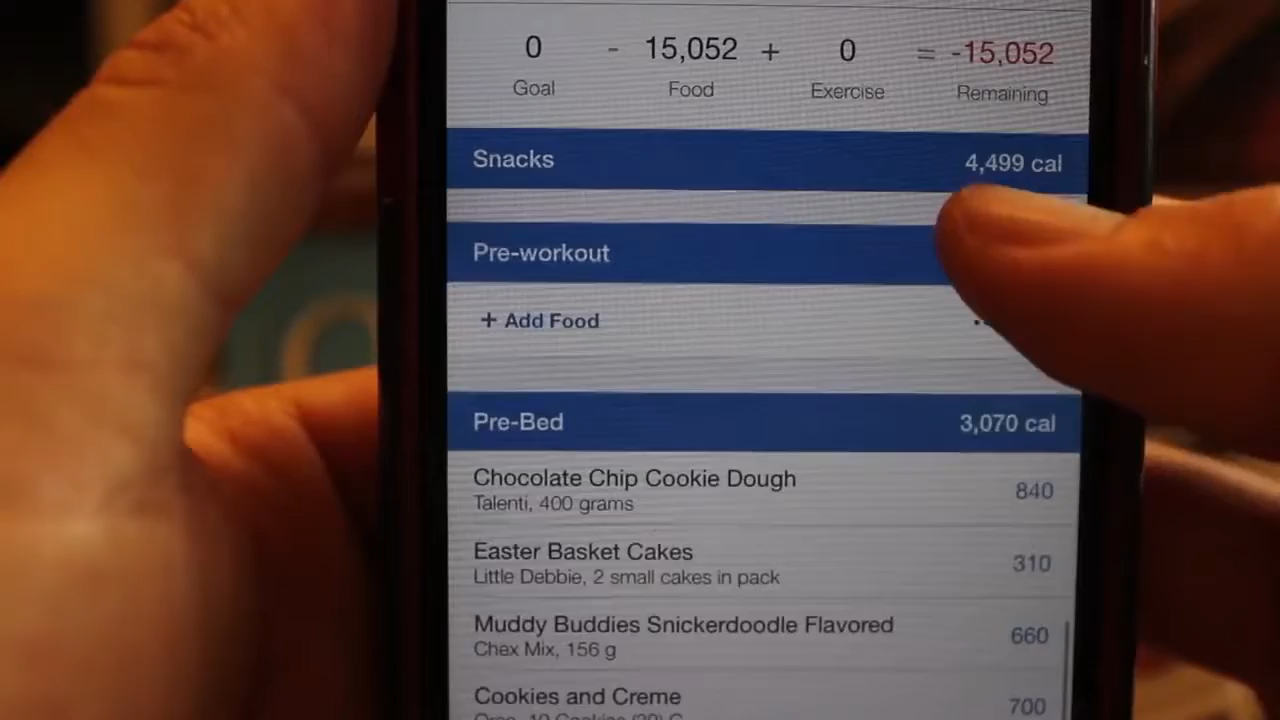 0 - 15,052 + 0 = -15,052
Goal Food Exercise Remaining
Snacks 4,499 cal
Pre-workout
+ Add Food
Pre-Bed 3,070 cal
Chocolate Chip Cookie Dough 840
Talenti, 400 grams
Easter Basket Cakes 310
Little Debbie, 2 small cakes in pack
Muddy Buddies Snickerdoodle Flavored 660
Chex Mix, 156 g
Cookies and Creme 700